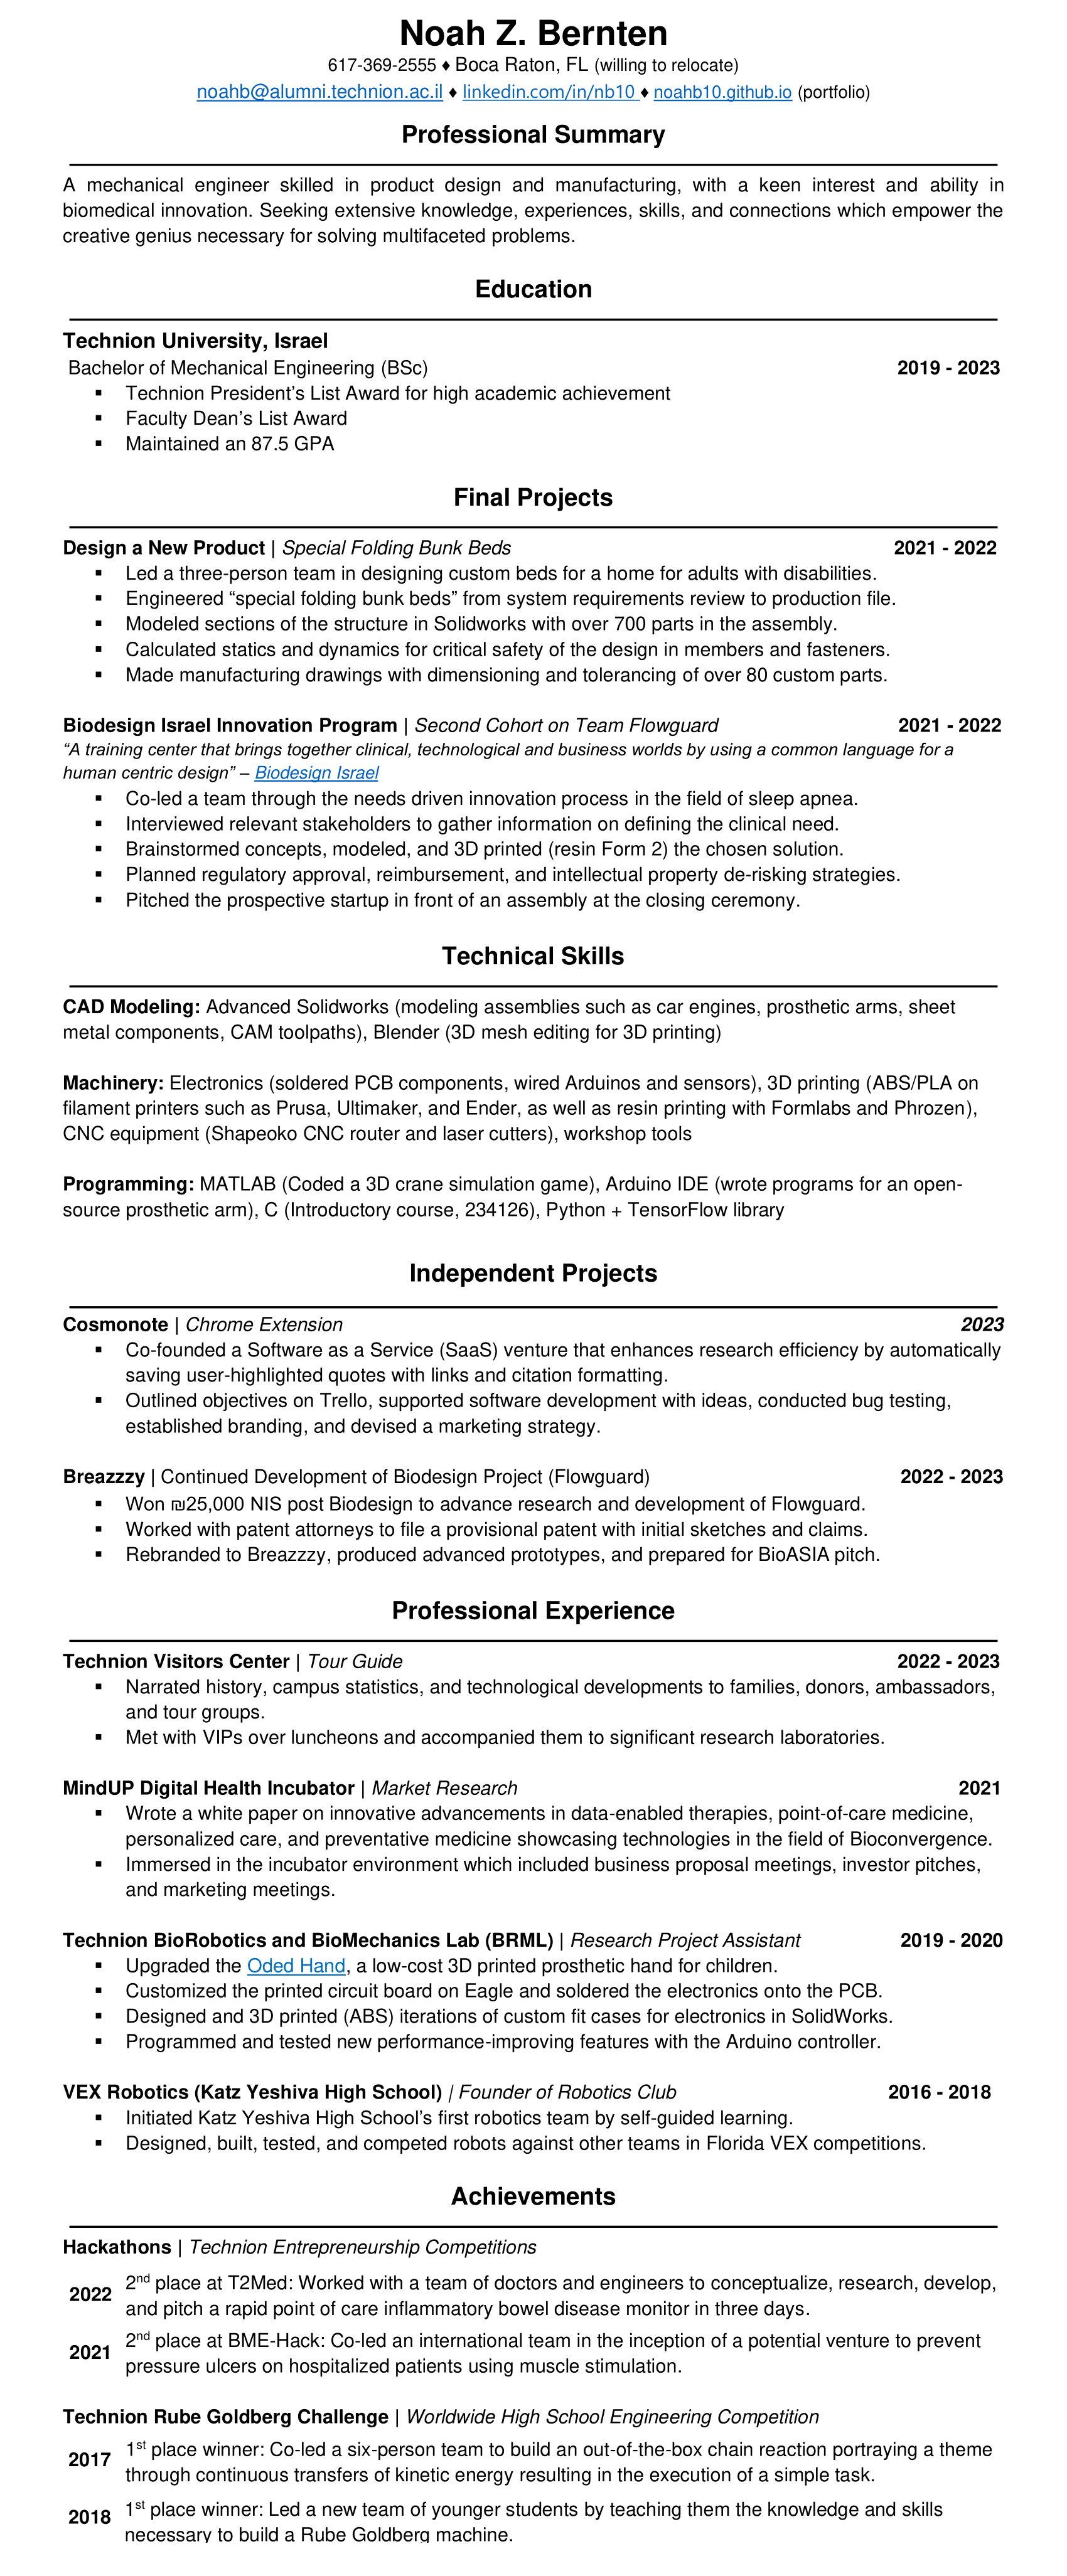 Noah Z. Bernten
617-369-2555 ♦ Boca Raton, FL (willing to relocate)
noahb@alumni.technion.ac.il ♦ linkedin.com/in/nb10 ♦ noahb10.github.io (portfolio)
Professional Summary
A mechanical engineer skilled in product design and manufacturing, with a keen interest and ability in
biomedical innovation. Seeking extensive knowledge, experiences, skills, and connections which empower the
creative genius necessary for solving multifaceted problems.
Education
Technion University, Israel
Bachelor of Mechanical Engineering (BSc) 2019 - 2023
▪ Technion President’s List Award for high academic achievement
▪ Faculty Dean’s List Award
▪ Maintained an 87.5 GPA
Final Projects
Design a New Product | Special Folding Bunk Beds 2021 - 2022
▪ Led a three-person team in designing custom beds for a home for adults with disabilities.
▪ Engineered “special folding bunk beds” from system requirements review to production file.
▪ Modeled sections of the structure in Solidworks with over 700 parts in the assembly.
▪ Calculated statics and dynamics for critical safety of the design in members and fasteners.
▪ Made manufacturing drawings with dimensioning and tolerancing of over 80 custom parts.
Biodesign Israel Innovation Program | Second Cohort on Team Flowguard 2021 - 2022
“A training center that brings together clinical, technological and business worlds by using a common language for a
human centric design” – Biodesign Israel
▪ Co-led a team through the needs driven innovation process in the field of sleep apnea.
▪ Interviewed relevant stakeholders to gather information on defining the clinical need.
▪ Brainstormed concepts, modeled, and 3D printed (resin Form 2) the chosen solution.
▪ Planned regulatory approval, reimbursement, and intellectual property de-risking strategies.
▪ Pitched the prospective startup in front of an assembly at the closing ceremony.
Technical Skills
CAD Modeling: Advanced Solidworks (modeling assemblies such as car engines, prosthetic arms, sheet
metal components, CAM toolpaths), Blender (3D mesh editing for 3D printing)
Machinery: Electronics (soldered PCB components, wired Arduinos and sensors), 3D printing (ABS/PLA on
filament printers such as Prusa, Ultimaker, and Ender, as well as resin printing with Formlabs and Phrozen),
CNC equipment (Shapeoko CNC router and laser cutters), workshop tools
Programming: MATLAB (Coded a 3D crane simulation game), Arduino IDE (wrote programs for an open-
source prosthetic arm), C (Introductory course, 234126), Python + TensorFlow library
Independent Projects
Cosmonote | Chrome Extension 2023
▪ Co-founded a Software as a Service (SaaS) venture that enhances research efficiency by automatically
saving user-highlighted quotes with links and citation formatting.
▪ Outlined objectives on Trello, supported software development with ideas, conducted bug testing,
established branding, and devised a marketing strategy.
Breazzzy | Continued Development of Biodesign Project (Flowguard) 2022 - 2023
▪ Won ₪25,000 NIS post Biodesign to advance research and development of Flowguard.
▪ Worked with patent attorneys to file a provisional patent with initial sketches and claims.
▪ Rebranded to Breazzzy, produced advanced prototypes, and prepared for BioASIA pitch.
Professional Experience
Technion Visitors Center | Tour Guide 2022 - 2023
▪ Narrated history, campus statistics, and technological developments to families, donors, ambassadors,
and tour groups.
▪ Met with VIPs over luncheons and accompanied them to significant research laboratories.
MindUP Digital Health Incubator | Market Research 2021
▪ Wrote a white paper on innovative advancements in data-enabled therapies, point-of-care medicine,
personalized care, and preventative medicine showcasing technologies in the field of Bioconvergence.
▪ Immersed in the incubator environment which included business proposal meetings, investor pitches,
and marketing meetings.
Technion BioRobotics and BioMechanics Lab (BRML) | Research Project Assistant 2019 - 2020
▪ Upgraded the Oded Hand, a low-cost 3D printed prosthetic hand for children.
▪ Customized the printed circuit board on Eagle and soldered the electronics onto the PCB.
▪ Designed and 3D printed (ABS) iterations of custom fit cases for electronics in SolidWorks.
▪ Programmed and tested new performance-improving features with the Arduino controller.
VEX Robotics (Katz Yeshiva High School) | Founder of Robotics Club 2016 - 2018
▪ Initiated Katz Yeshiva High School’s first robotics team by self-guided learning.
▪ Designed, built, tested, and competed robots against other teams in Florida VEX competitions.
Achievements
Hackathons | Technion Entrepreneurship Competitions
2022 2nd place at T2Med: Worked with a team of doctors and engineers to conceptualize, research, develop,
and pitch a rapid point of care inflammatory bowel disease monitor in three days.
2021 2nd place at BME-Hack: Co-led an international team in the inception of a potential venture to prevent
pressure ulcers on hospitalized patients using muscle stimulation.
Technion Rube Goldberg Challenge | Worldwide High School Engineering Competition
2017 1st place winner: Co-led a six-person team to build an out-of-the-box chain reaction portraying a theme
through continuous transfers of kinetic energy resulting in the execution of a simple task.
2018 1st place winner: Led a new team of younger students by teaching them the knowledge and skills
necessary to build a Rube Goldberg machine.